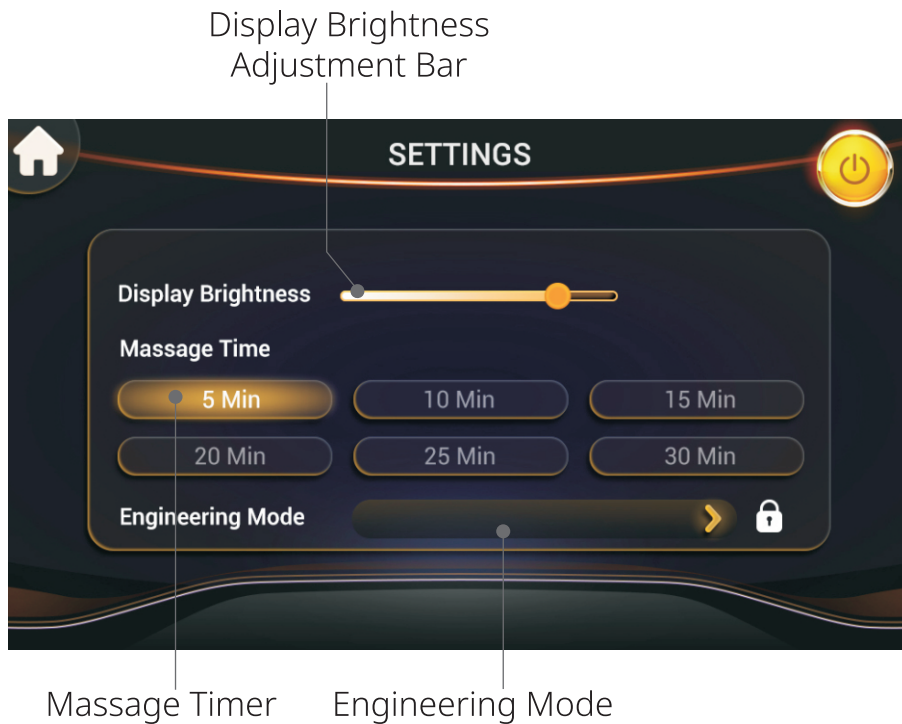 Display Brightness
Adjustment Bar
SETTINGS
Display Brightness
Massage Time
5 Min
10 Min
15 Min
20 Min
25 Min
30 Min
Engineering Mode
Massage Timer
Engineering Mode